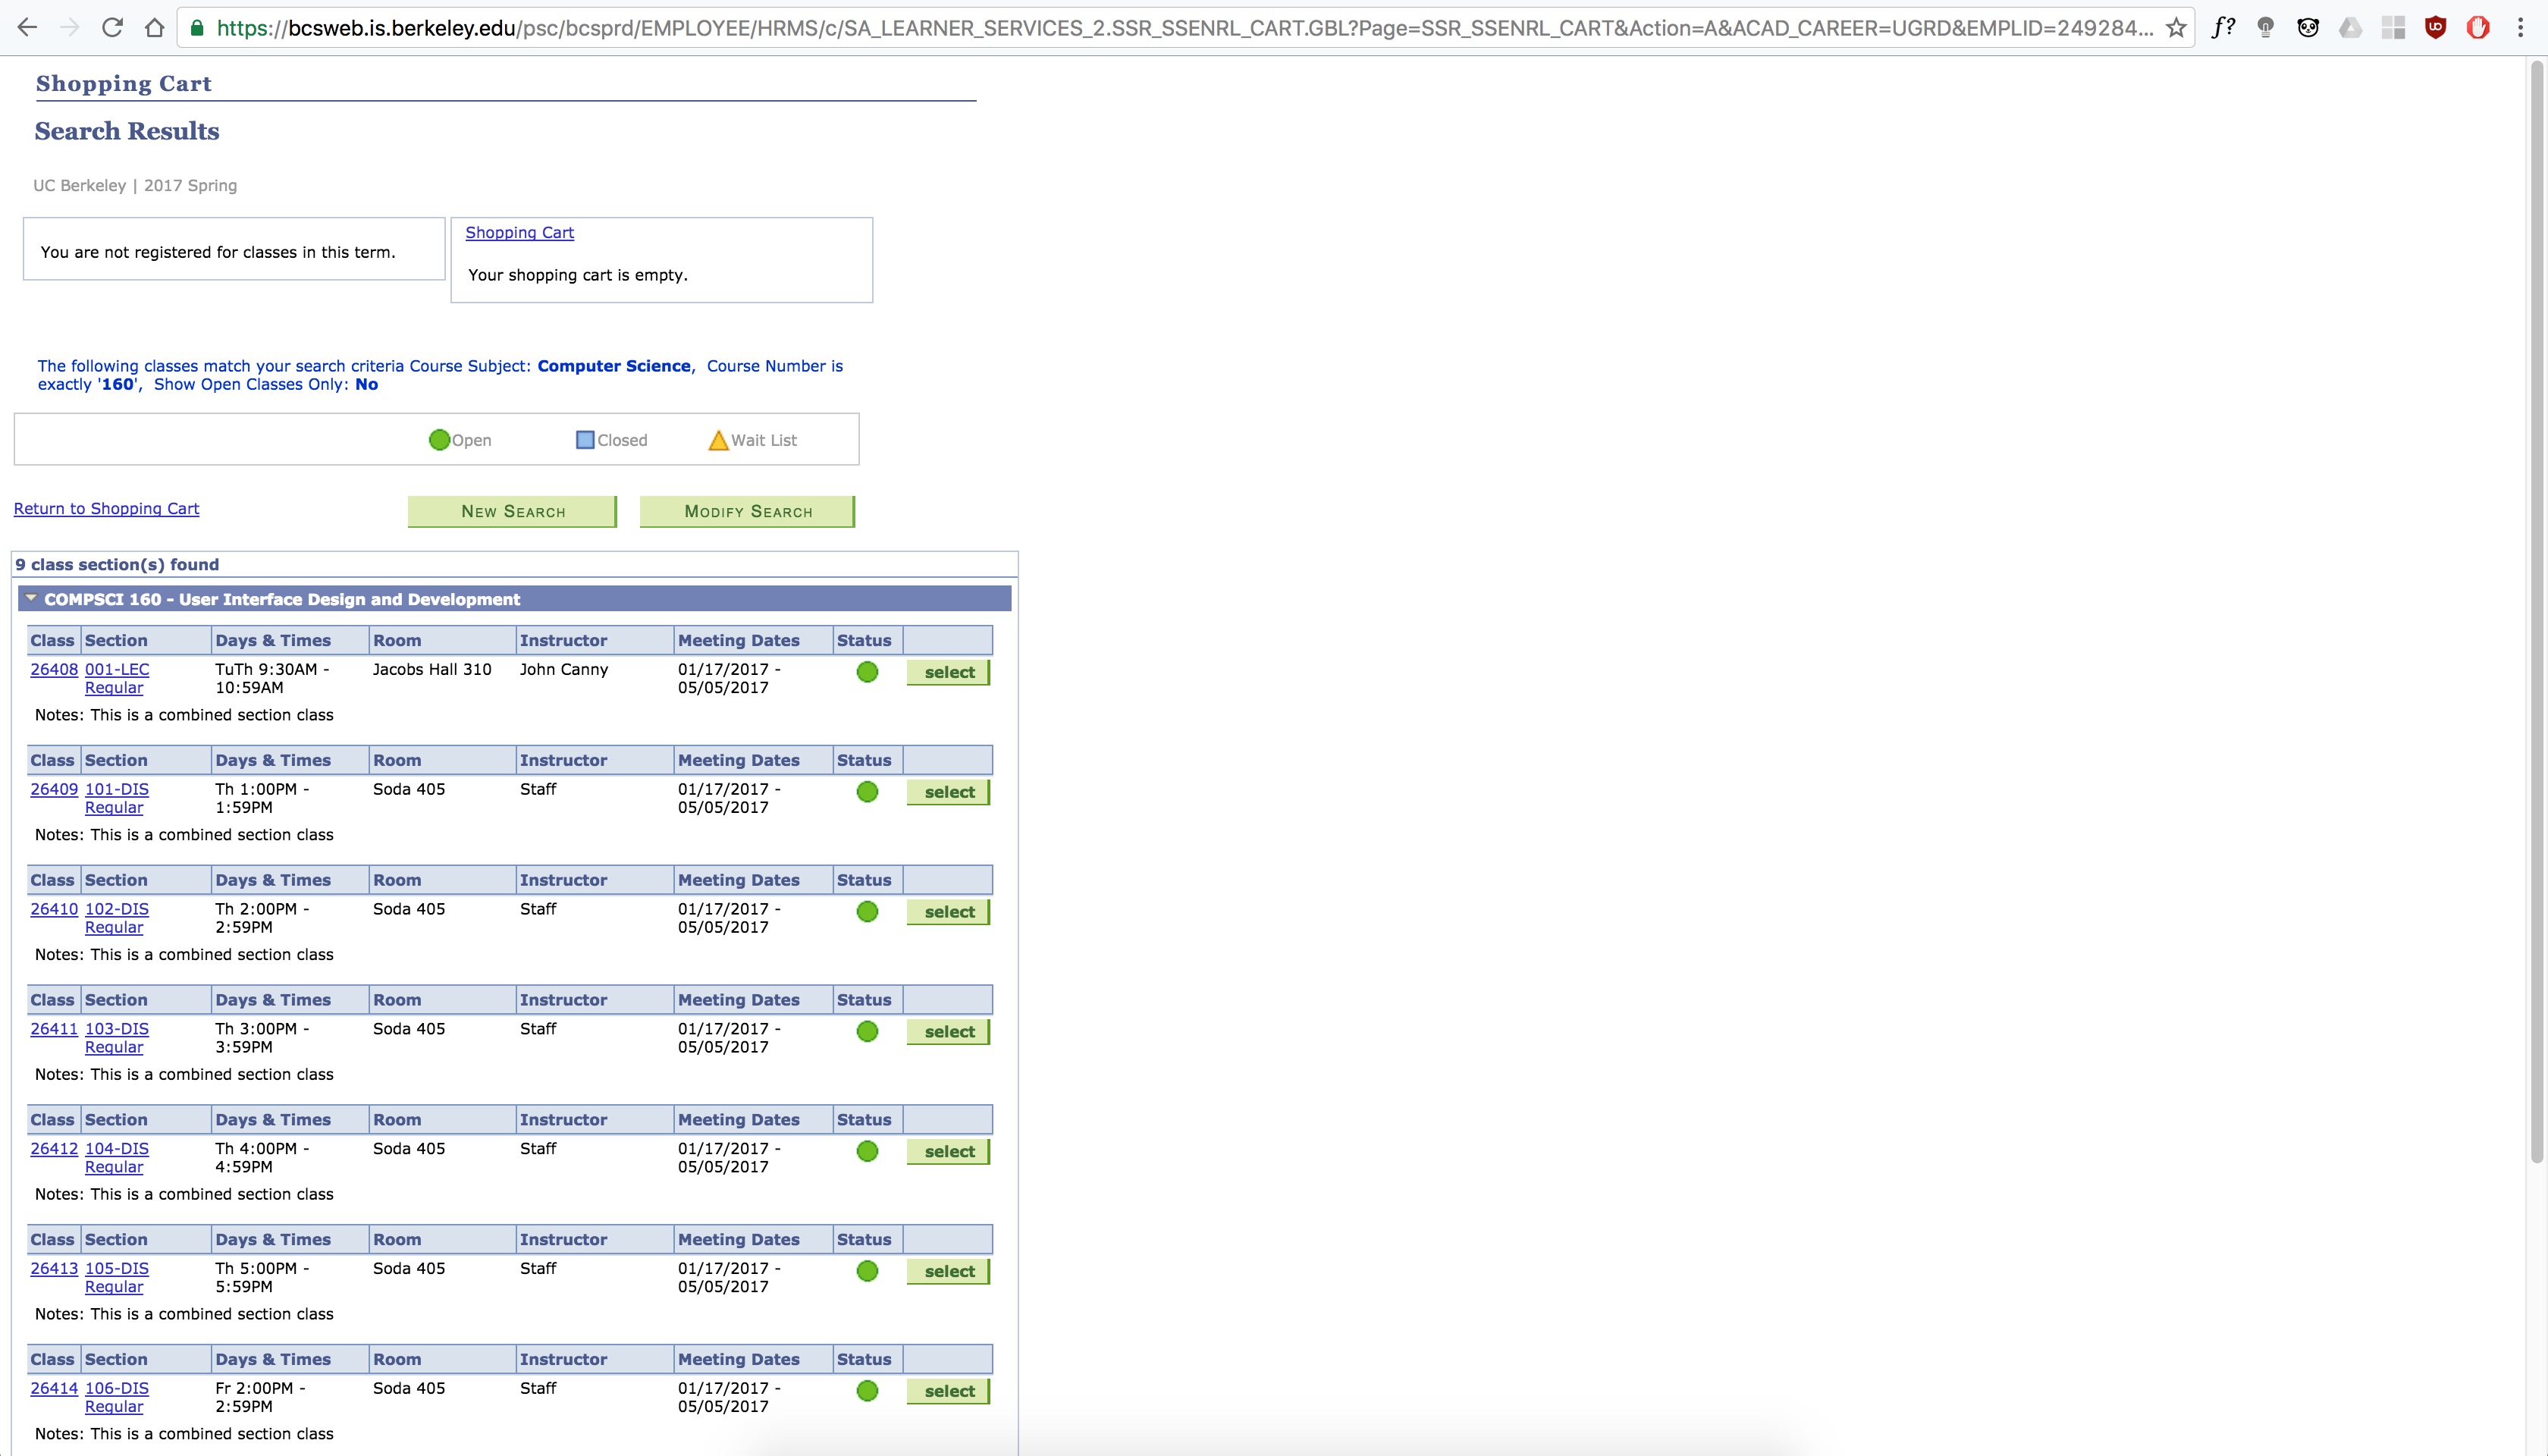 https://bcsweb.is.berkeley.edu/psc/bcsprd/EMPLOYEE/HRMS/c/SA_LEARNER_SERVICES_2.SSR_SSENRL_CART.GBL?Page=SSR_SSENRL_CART&Action=A&ACAD_CAREER=UGRD&EMPLID=249284... f?
Shopping Cart
Search Results
UC Berkeley | 2017 Spring
You are not registered for classes in this term.
Shopping Cart
Your shopping cart is empty.
The following classes match your search criteria Course Subject: Computer Science, Course Number is
exactly '160', Show Open Classes Only: No
Open Closed Wait List
Return to Shopping Cart NEW SEARCH MODIFY SEARCH
9 class section(s) found
COMPSCI 160 - User Interface Design and Development
Class Section Days & Times Room Instructor Meeting Dates Status
26408 001-LEC TuTh 9:30AM - Jacobs Hall 310 John Canny 01/17/2017 - select
Regular 10:59AM 05/05/2017
Notes: This is a combined section class
Class Section Days & Times Room Instructor Meeting Dates Status
26409 101-DIS Th 1:00PM - Soda 405 Staff 01/17/2017 - select
Regular 1:59PM 05/05/2017
Notes: This is a combined section class
Class Section Days & Times Room Instructor Meeting Dates Status
26410 102-DIS Th 2:00PM - Soda 405 Staff 01/17/2017 - select
Regular 2:59PM 05/05/2017
Notes: This is a combined section class
Class Section Days & Times Room Instructor Meeting Dates Status
26411 103-DIS Th 3:00PM - Soda 405 Staff 01/17/2017 - select
Regular 3:59PM 05/05/2017
Notes: This is a combined section class
Class Section Days & Times Room Instructor Meeting Dates Status
26412 104-DIS Th 4:00PM - Soda 405 Staff 01/17/2017 - select
Regular 4:59PM 05/05/2017
Notes: This is a combined section class
Class Section Days & Times Room Instructor Meeting Dates Status
26413 105-DIS Th 5:00PM - Soda 405 Staff 01/17/2017 - select
Regular 5:59PM 05/05/2017
Notes: This is a combined section class
Class Section Days & Times Room Instructor Meeting Dates Status
26414 106-DIS Fr 2:00PM - Soda 405 Staff 01/17/2017 - select
Regular 2:59PM 05/05/2017
Notes: This is a combined section class